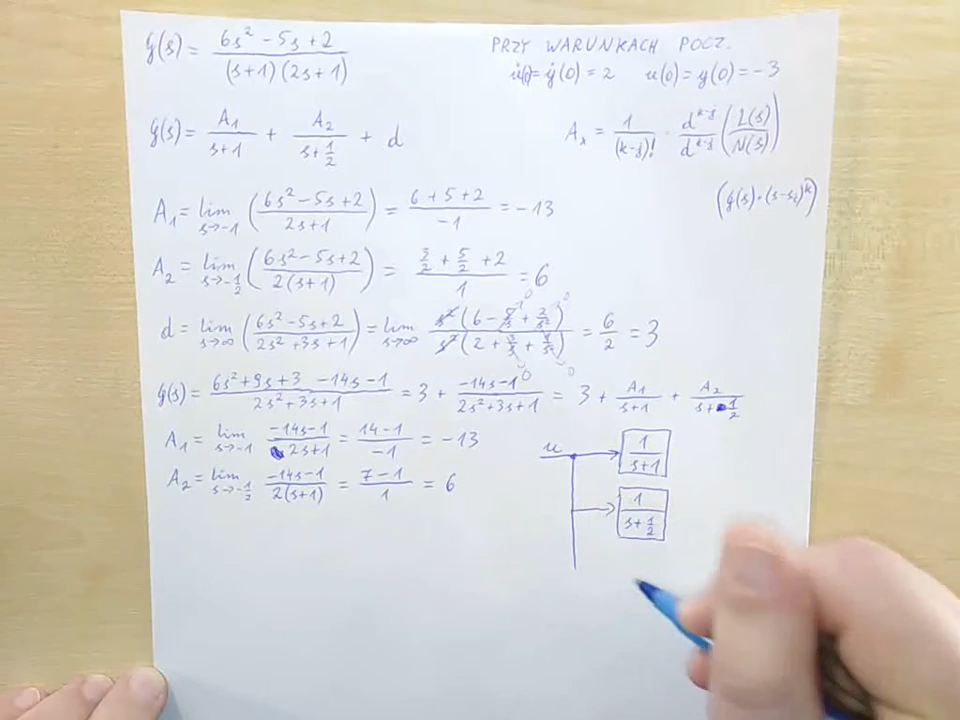 g(s) = (6s² - 5s + 2) / ((s+1)(2s+1))
PRZY WARUNKACH POCZ.
u̇(0) = ẏ(0) = 2 u(0) = y(0) = -3
g(s) = A₁/(s+1) + A₂/(s+1/2) + d
Aₓ = 1/(k-j)! · d^(k-j)/d^(k-j) (L(s)/N(s))
(g(s)·(s-sᵢ)^k)
A₁ = lim s→-1 ((6s² - 5s + 2)/(2s+1)) = (6+5+2)/-1 = -13
A₂ = lim s→-1/2 ((6s² - 5s + 2)/(2(s+1))) = (3/2 + 5/2 + 2)/1 = 6
d = lim s→∞ ((6s² - 5s + 2)/(2s² + 3s + 1)) = lim s→∞ s²(6 - 5/s + 2/s²)/s²(2 + 3/s + 1/s²) = 6/2 = 3
g(s) = (6s² + 9s + 3 - 14s - 1)/(2s² + 3s + 1) = 3 + (-14s - 1)/(2s² + 3s + 1) = 3 + A₁/(s+1) + A₂/(s+1/2)
A₁ = lim s→-1 (-14s-1)/(2s+1) = (14-1)/-1 = -13
A₂ = lim s→-1/2 (-14s-1)/(2(s+1)) = (7-1)/1 = 6
u
1/(s+1)
1/(s+1/2)